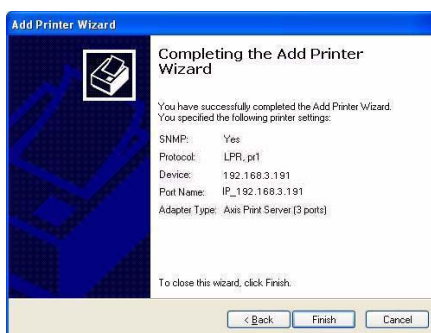 Add Printer Wizard
Completing the Add Printer
Wizard
You have successfully completed the Add Printer Wizard.
You specified the following printer settings:
SNMP: Yes
Protocol: LPR, pr1
Device: 192.168.3.191
Port Name: IP_192.168.3.191
Adapter Type: Axis Print Server (3 ports)
To close this wizard, click Finish.
< Back Finish Cancel